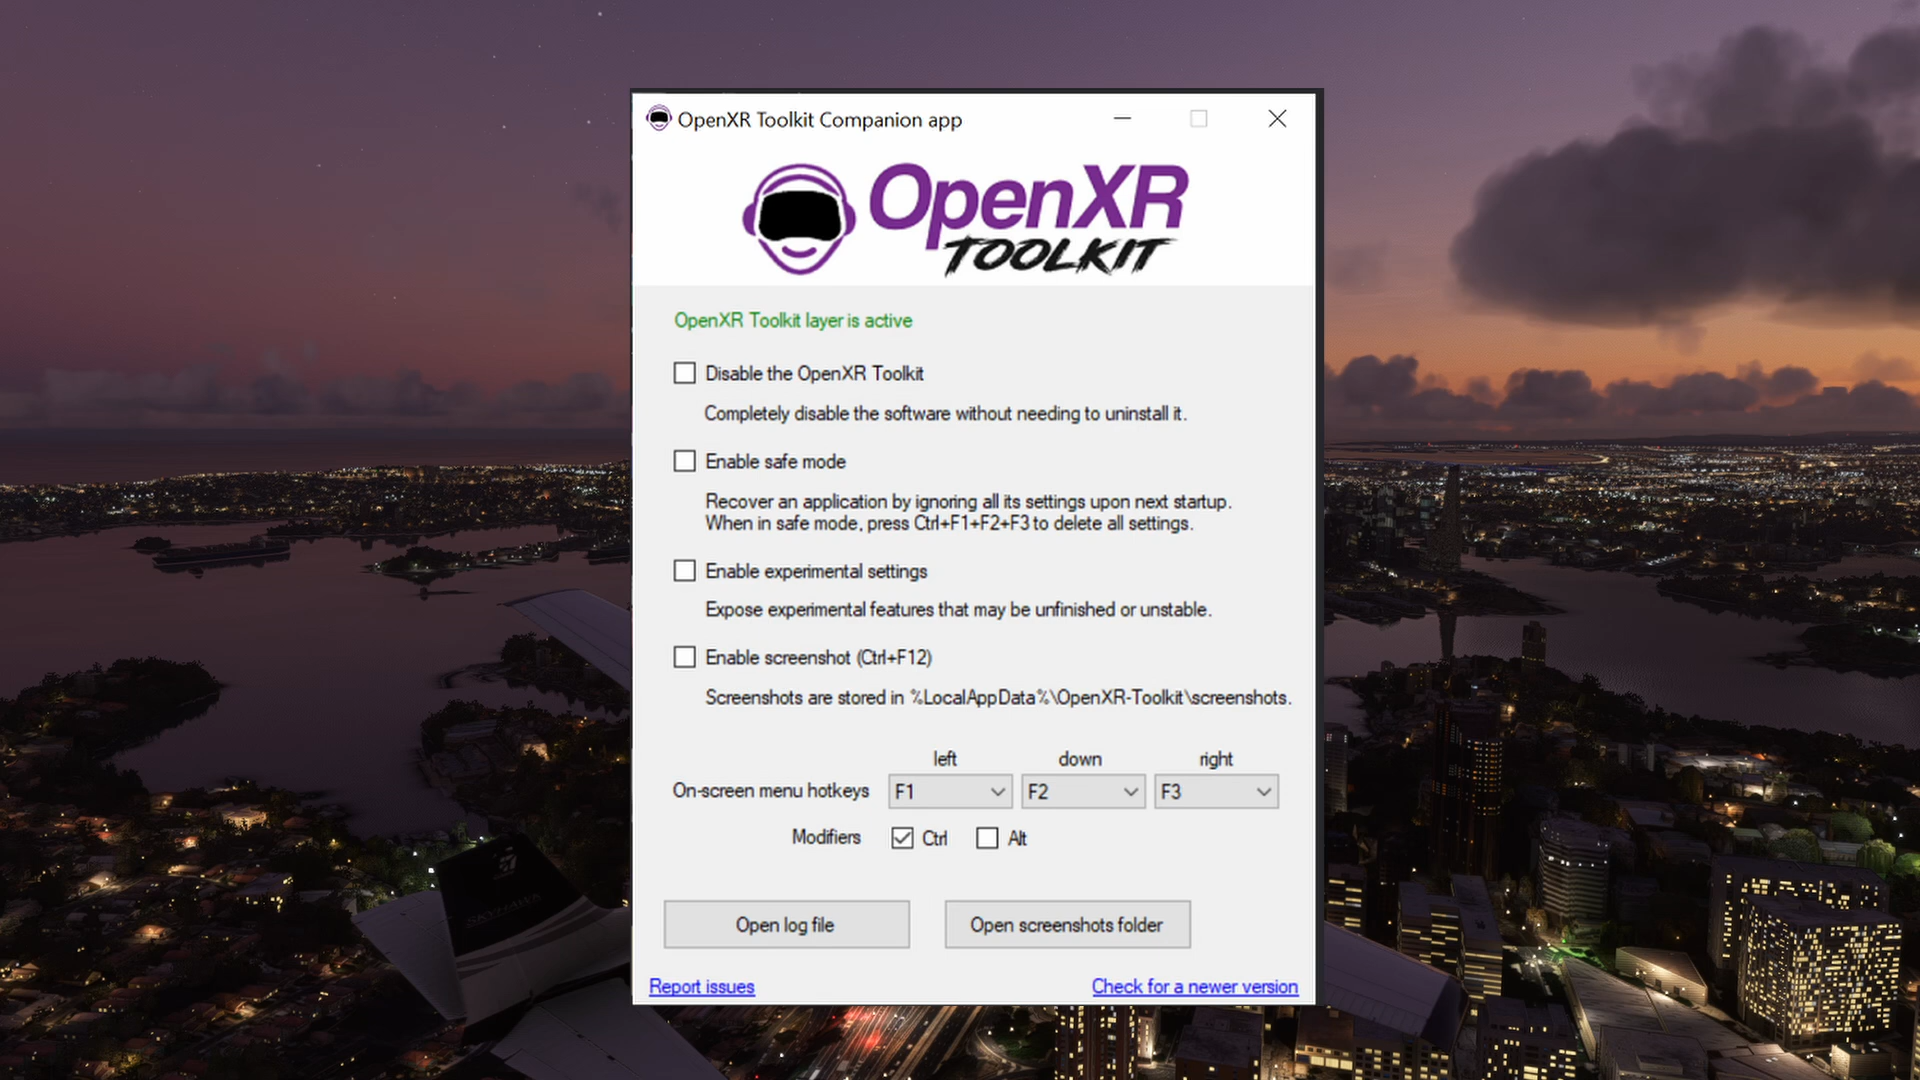 OpenXR Toolkit Companion app
OpenXR
TOOLKIT
OpenXR Toolkit layer is active
Disable the OpenXR Toolkit
Completely disable the software without needing to uninstall it.
Enable safe mode
Recover an application by ignoring all its settings upon next startup.
When in safe mode, press Ctrl+F1+F2+F3 to delete all settings.
Enable experimental settings
Expose experimental features that may be unfinished or unstable.
Enable screenshot (Ctrl+F12)
Screenshots are stored in %LocalAppData%\OpenXR-Toolkit\screenshots.
left down right
On-screen menu hotkeys F1 F2 F3
Modifiers Ctrl Alt
Open log file Open screenshots folder
Report issues Check for a newer version
SKYHAWK